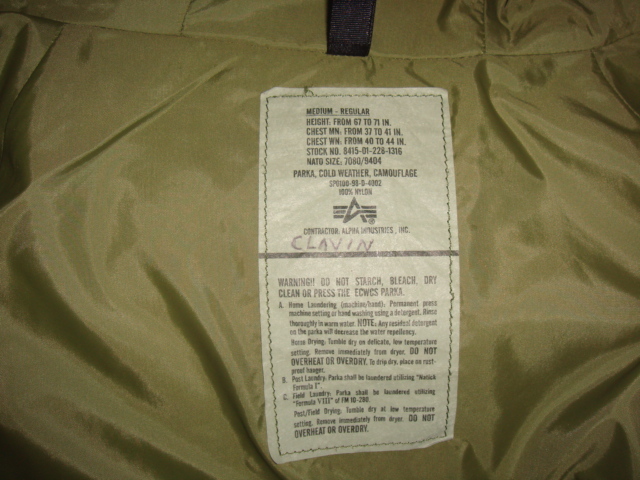 MEDIUM - REGULAR
HEIGHT: FROM 67 TO 71 IN.
CHEST MN: FROM 37 TO 41 IN.
CHEST WN: FROM 40 TO 44 IN.
STOCK NO. 8415-01-228-1316
NATO SIZE: 7080/9404
PARKA, COLD WEATHER, CAMOUFLAGE
SP0100-98-D-4002
100% NYLON
CONTRACTOR, ALPHA INDUSTRIES, INC.
CLAVIN
WARNING!! DO NOT STARCH, BLEACH, DRY
CLEAN OR PRESS THE ECWCS PARKA.
A. Home Laundering (machine/hand). Permanent press
machine setting or hand washing using a detergent. Rinse
thoroughly in warm water. NOTE: Any residual detergent
on the parka will decrease the water repellency.
Home Drying: Tumble dry on delicate, low temperature
setting. Remove immediately from dryer. DO NOT
OVERHEAT OR OVERDRY. To drip dry, place on rust-
proof hanger.
B. Post Laundry: Parka shall be laundered utilizing "Natick
Formula I".
C. Field Laundry. Parka shall be laundered utilizing
"Formula VIII" of FM 10-280.
Post/Field Drying: Tumble dry at low temperature
setting. Remove immediately from dryer. DO NOT
OVERHEAT OR OVERDRY.